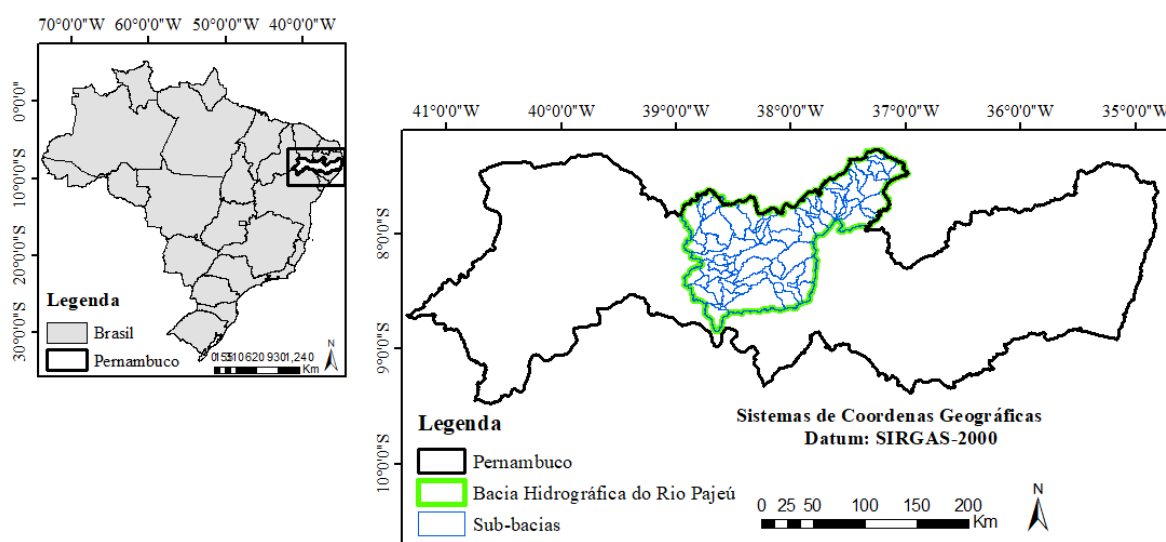 70°0'0"W 60°0'0"W 50°0'0"W 40°0'0"W
0°0'0"
10°0'0"S
20°0'0"S
30°0'0"S
Legenda
Brasil
Pernambuco
Km
N
41°0'0"W 40°0'0"W 39°0'0"W 38°0'0"W 37°0'0"W 36°0'0"W 35°0'0"W
8°0'0"S
9°0'0"S
10°0'0"S
Legenda
Pernambuco
Bacia Hidrográfica do Rio Pajeú
Sub-bacias
Sistemas de Coordenas Geográficas
Datum: SIRGAS-2000
0 25 50 100 150 200
Km
N